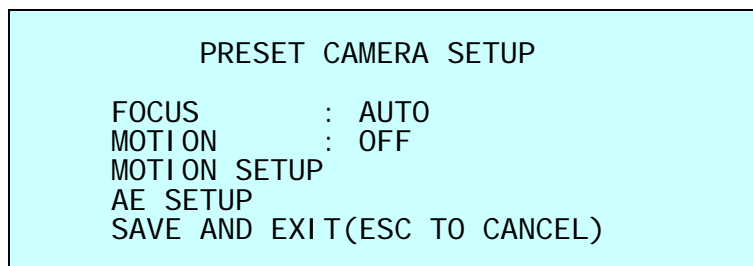 PRESET CAMERA SETUP
FOCUS : AUTO
MOTION : OFF
MOTION SETUP
AE SETUP
SAVE AND EXIT(ESC TO CANCEL)